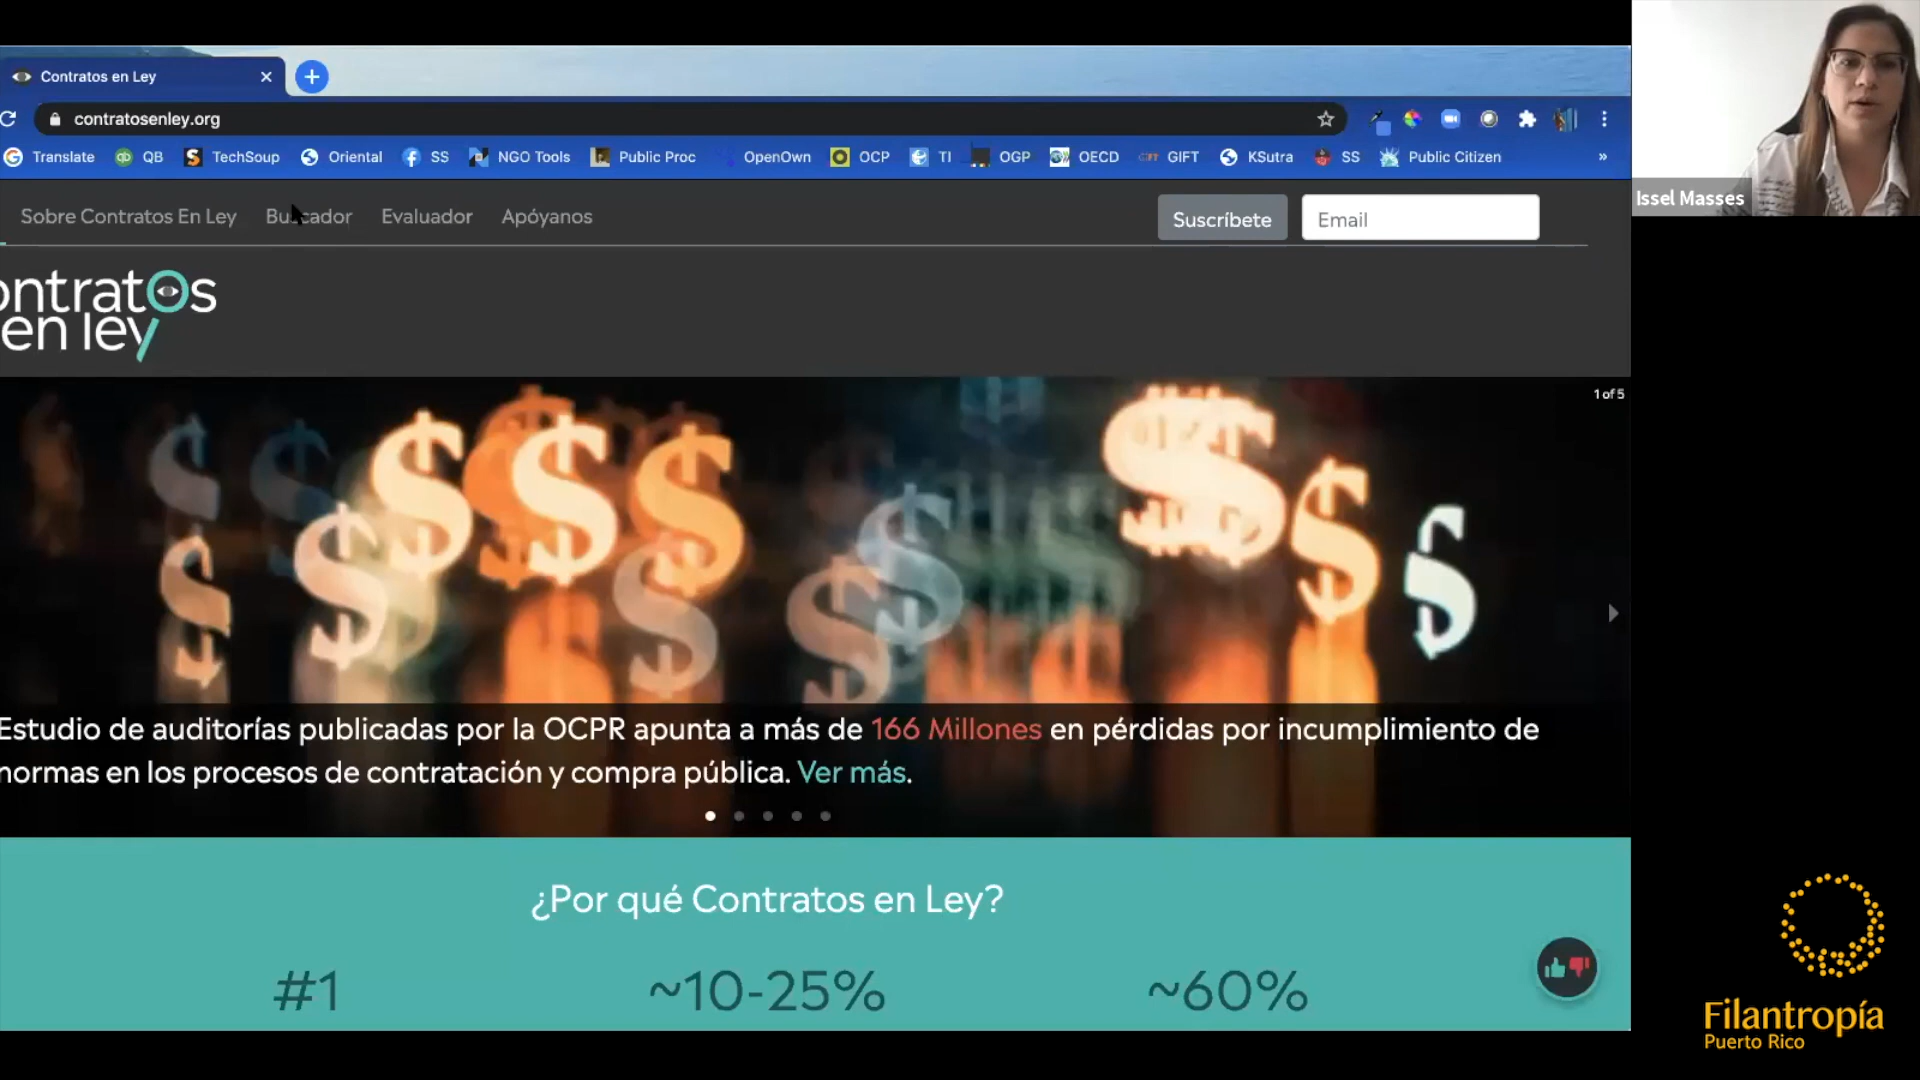 Contratos en Ley
contratosenley.org
Translate QB TechSoup Oriental SS NGO Tools Public Proc OpenOwn OCP TI OGP OECD GIFT KSutra SS Public Citizen »
Sobre Contratos En Ley Buscador Evaluador Apóyanos Suscríbete Email
ontratos
en ley
1 of 5
Estudio de auditorías publicadas por la OCPR apunta a más de 166 Millones en pérdidas por incumplimiento de
normas en los procesos de contratación y compra pública. Ver más.
¿Por qué Contratos en Ley?
#1 ~10-25% ~60%
Issel Masses
Filantropía
Puerto Rico